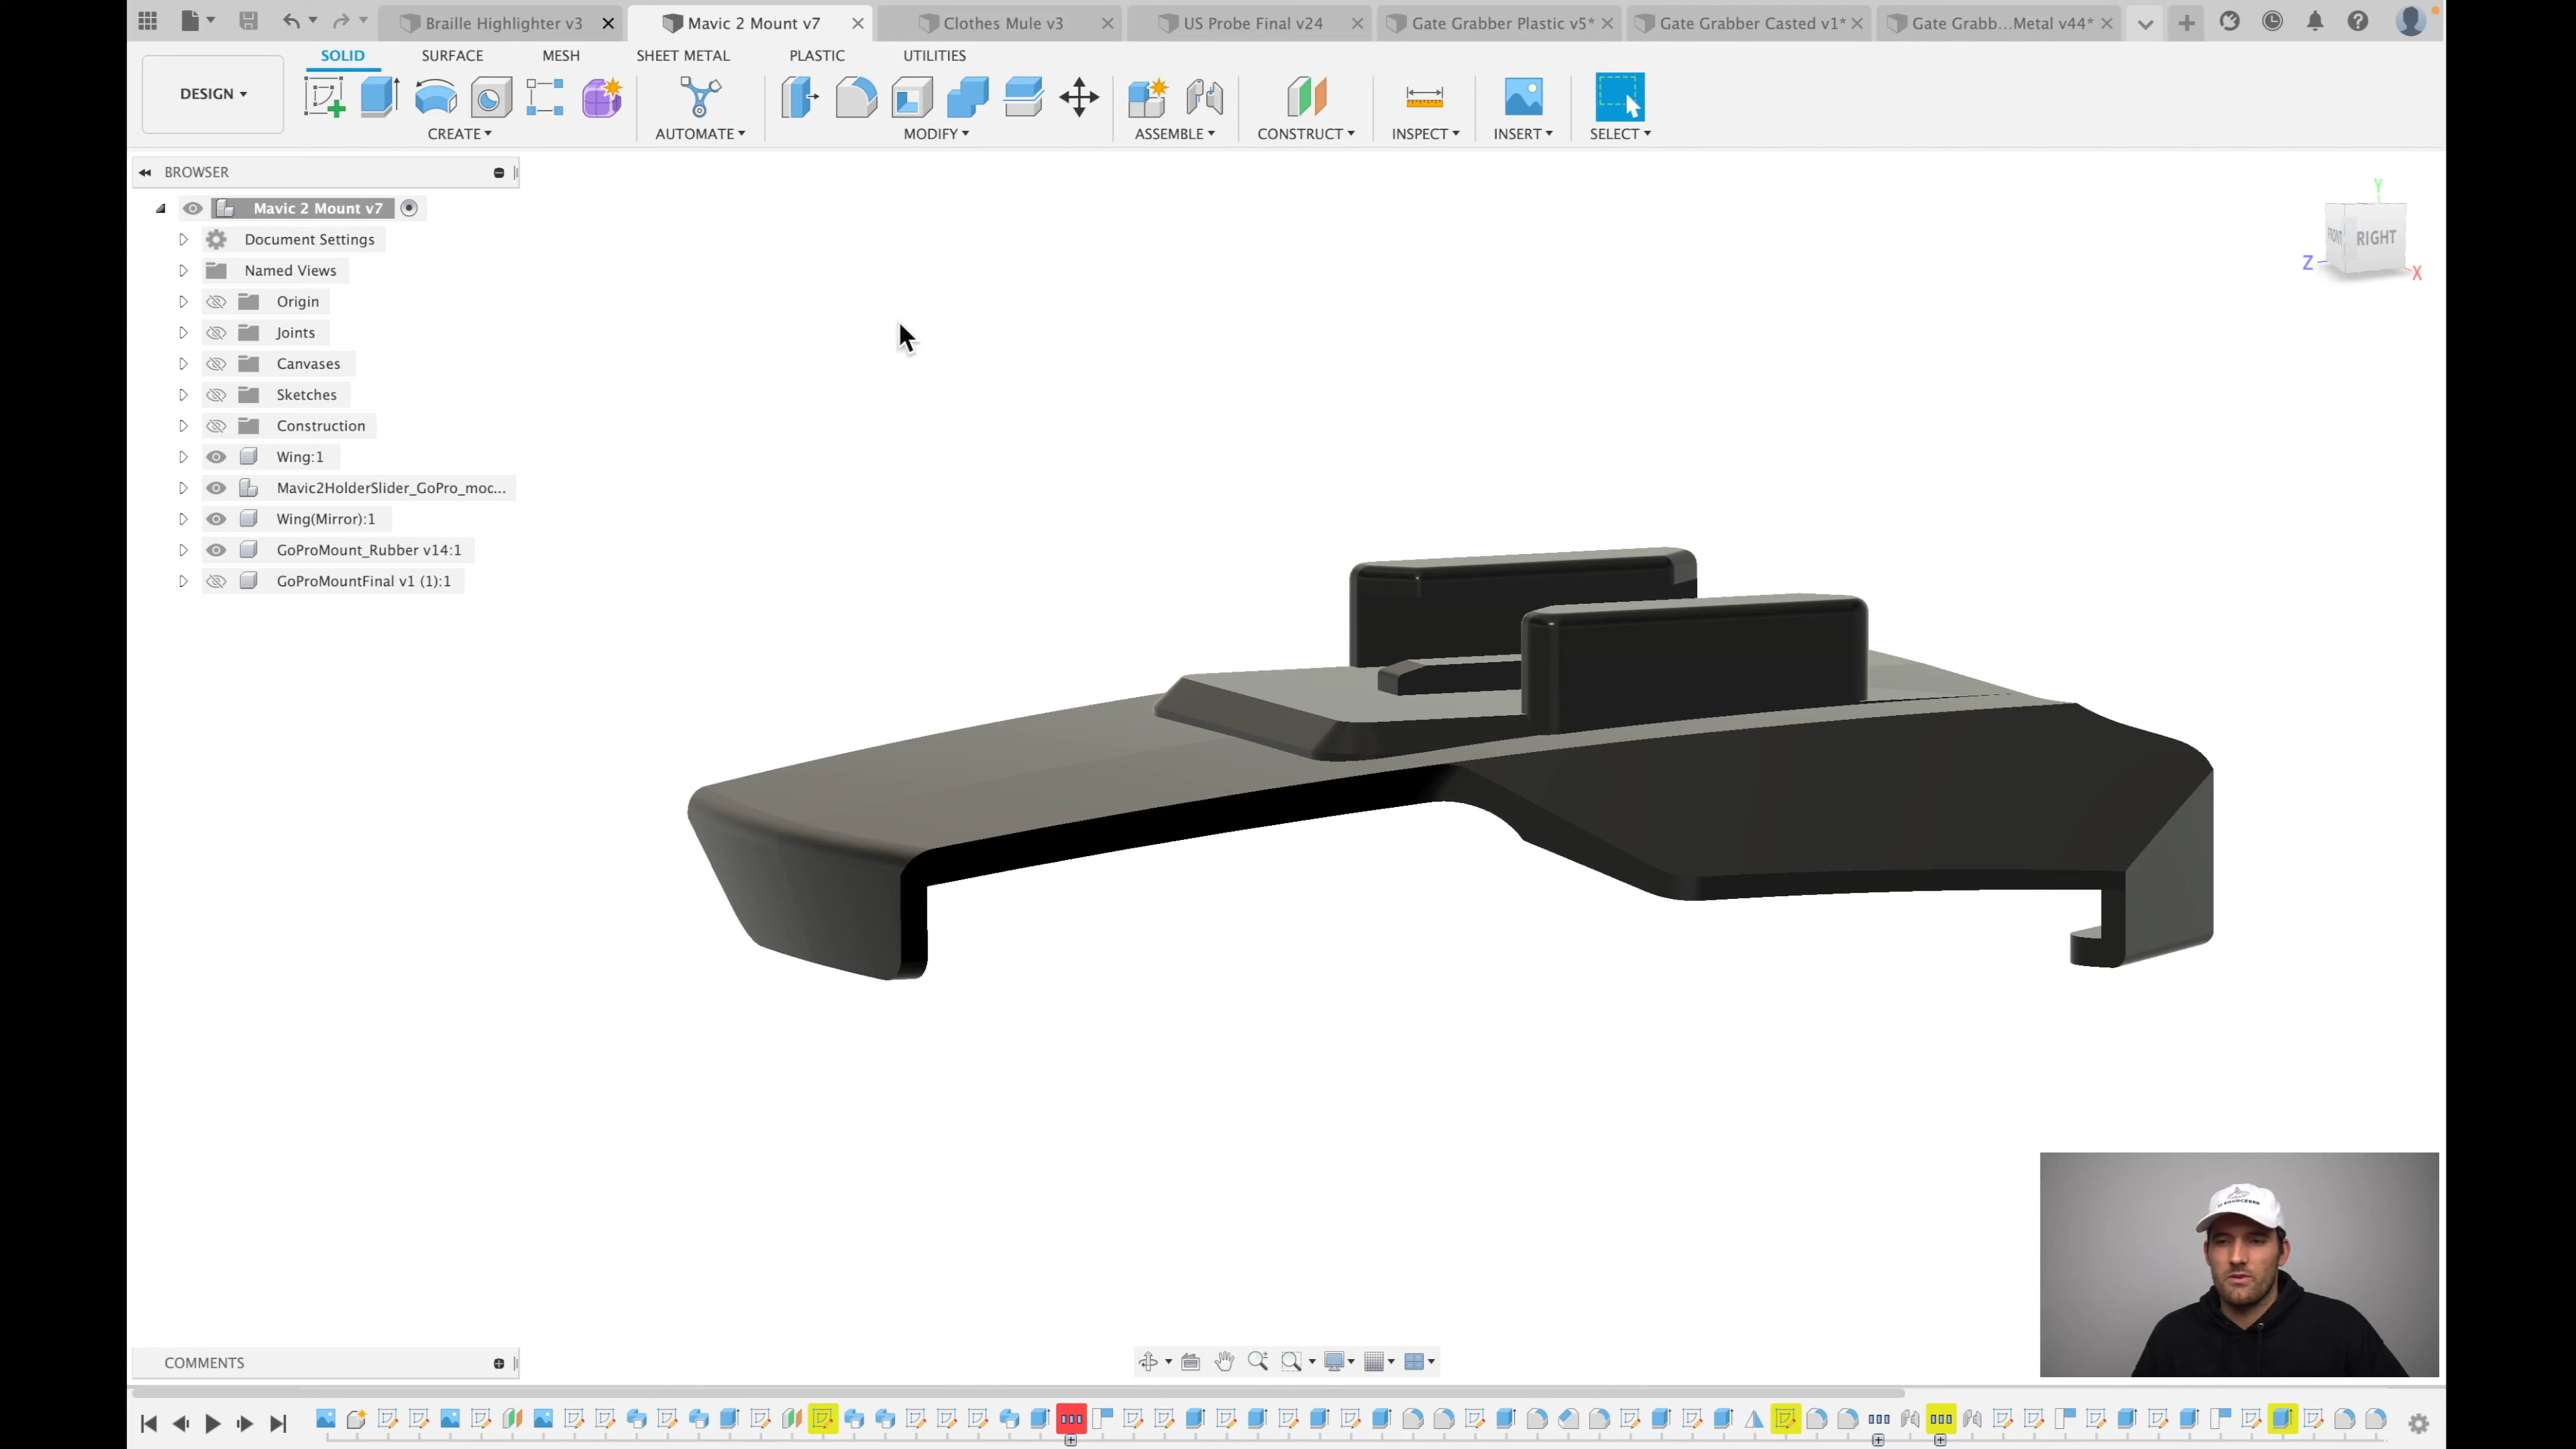 Braille Highlighter v3
Mavic 2 Mount v7
Clothes Mule v3
US Probe Final v24
Gate Grabber Plastic v5*
Gate Grabber Casted v1*
Gate Grabb...Metal v44*
SOLID
SURFACE
MESH
SHEET METAL
PLASTIC
UTILITIES
DESIGN
CREATE
AUTOMATE
MODIFY
ASSEMBLE
CONSTRUCT
INSPECT
INSERT
SELECT
BROWSER
Mavic 2 Mount v7
Document Settings
Named Views
Origin
Joints
Canvases
Sketches
Construction
Wing:1
Mavic2HolderSlider_GoPro_moc...
Wing(Mirror):1
GoProMount_Rubber v14:1
GoProMountFinal v1 (1):1
Y
FRONT
RIGHT
Z
X
COMMENTS